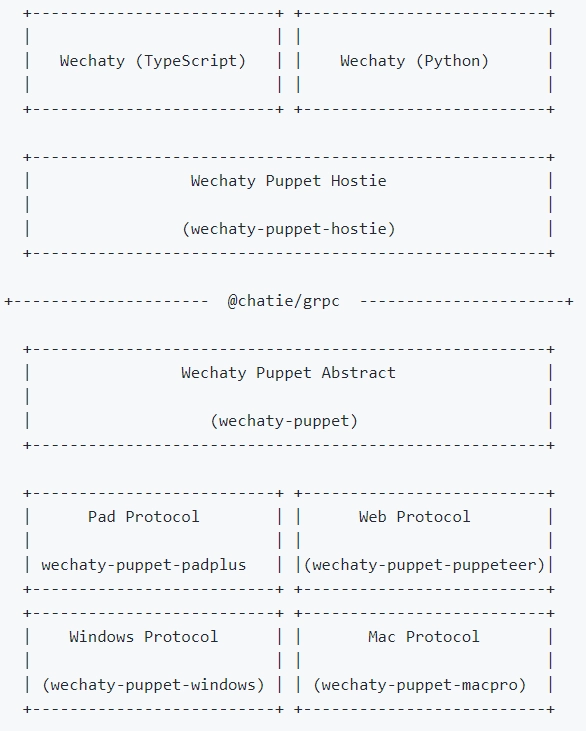 Wechaty (TypeScript) Wechaty (Python)
Wechaty Puppet Hostie
(wechaty-puppet-hostie)
@chatie/grpc
Wechaty Puppet Abstract
(wechaty-puppet)
Pad Protocol Web Protocol
wechaty-puppet-padplus (wechaty-puppet-puppeteer)
Windows Protocol Mac Protocol
(wechaty-puppet-windows) (wechaty-puppet-macpro)